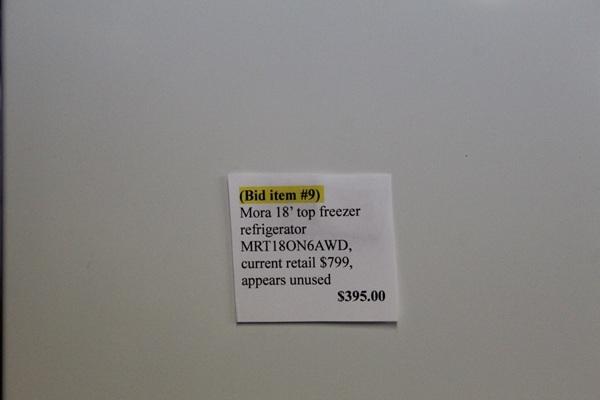 (Bid item #9)
Mora 18' top freezer
refrigerator
MRT18ON6AWD,
current retail $799,
appears unused
$395.00